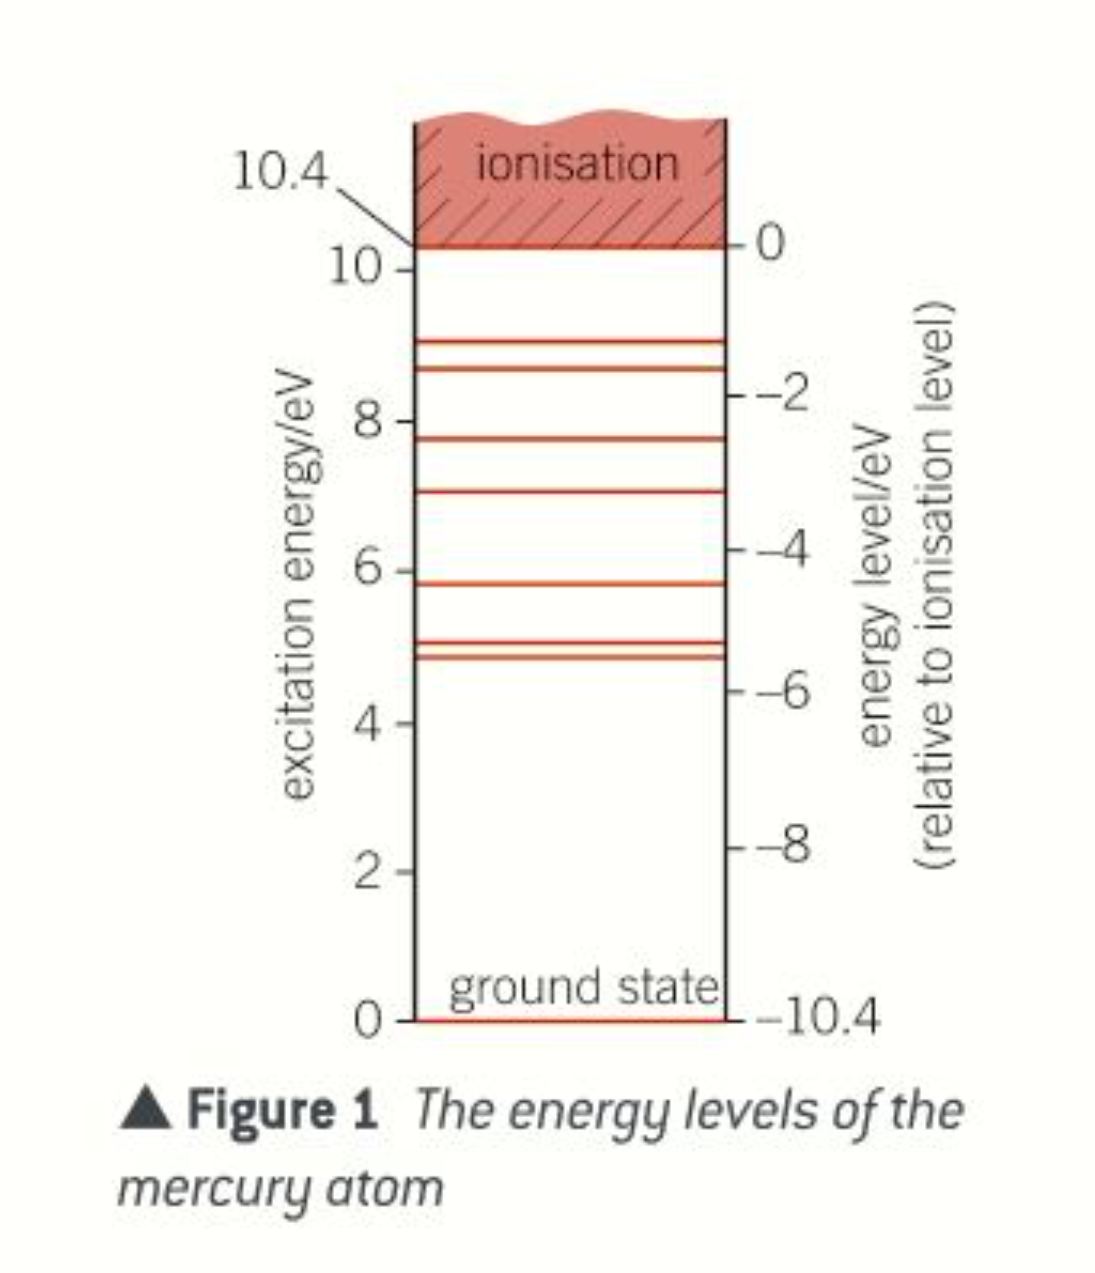 ionisation
10.4
0
10
–2
8
–4
6
–6
4
–8
2
ground state
0
–10.4
excitation energy/eV
energy level/eV
(relative to ionisation level)
▲ Figure 1 The energy levels of the
mercury atom